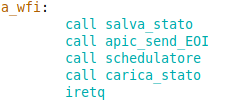 a_wfi:
call salva_stato
call apic_send_EOI
call schedulatore
call carica_stato
iretq